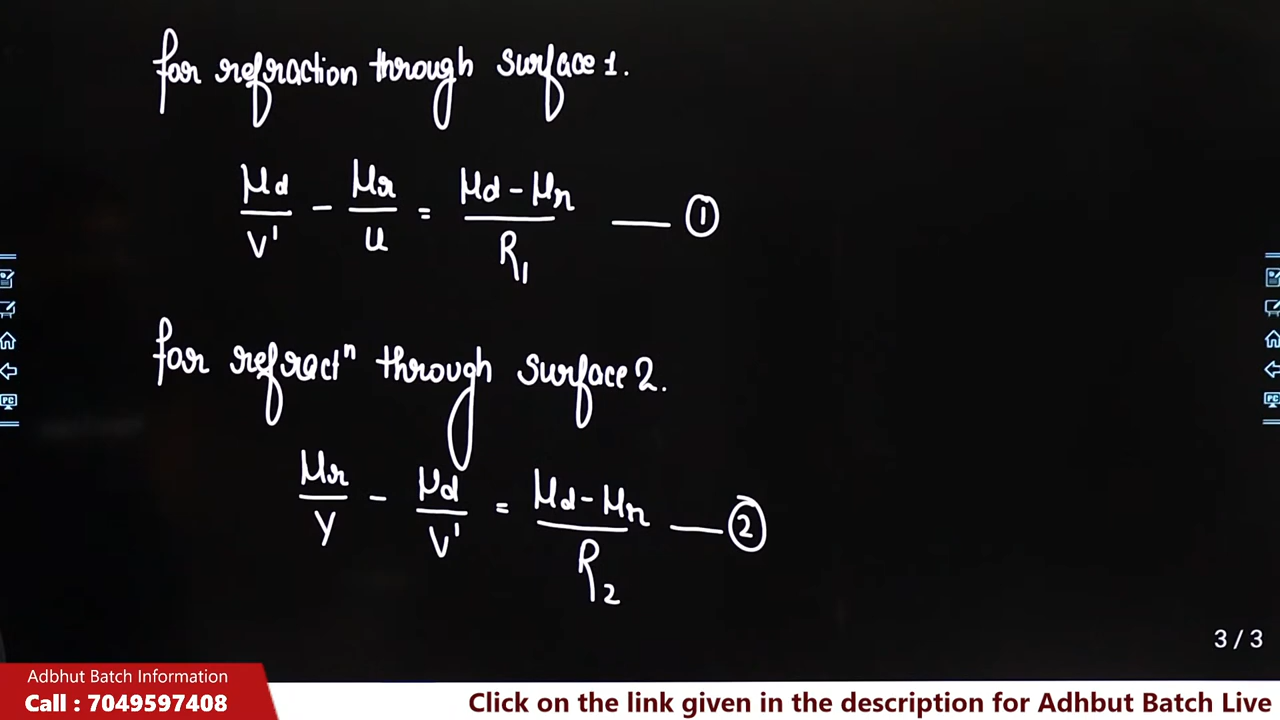 for refraction through surface 1.
μd/v' - μr/u = μd - μr/R₁ —— ①
for refractⁿ through surface 2.
μr/v - μd/v' = μd - μr/R₂ —— ②
3 / 3
Adbhut Batch Information
Call : 7049597408
Click on the link given in the description for Adhbut Batch Live